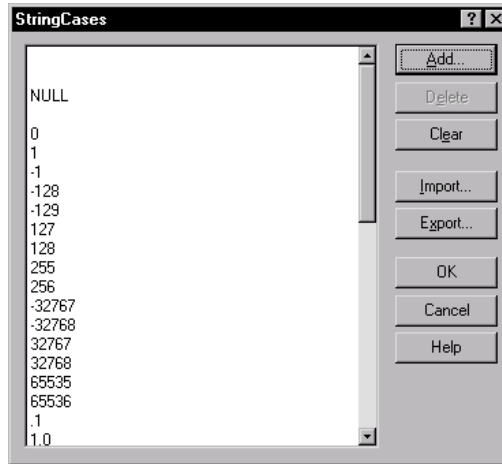 StringCases
NULL
0
1
-1
-128
-129
127
128
255
256
-32767
-32768
32767
32768
65535
65536
.1
1.0
Add...
Delete
Clear
Import...
Export...
OK
Cancel
Help